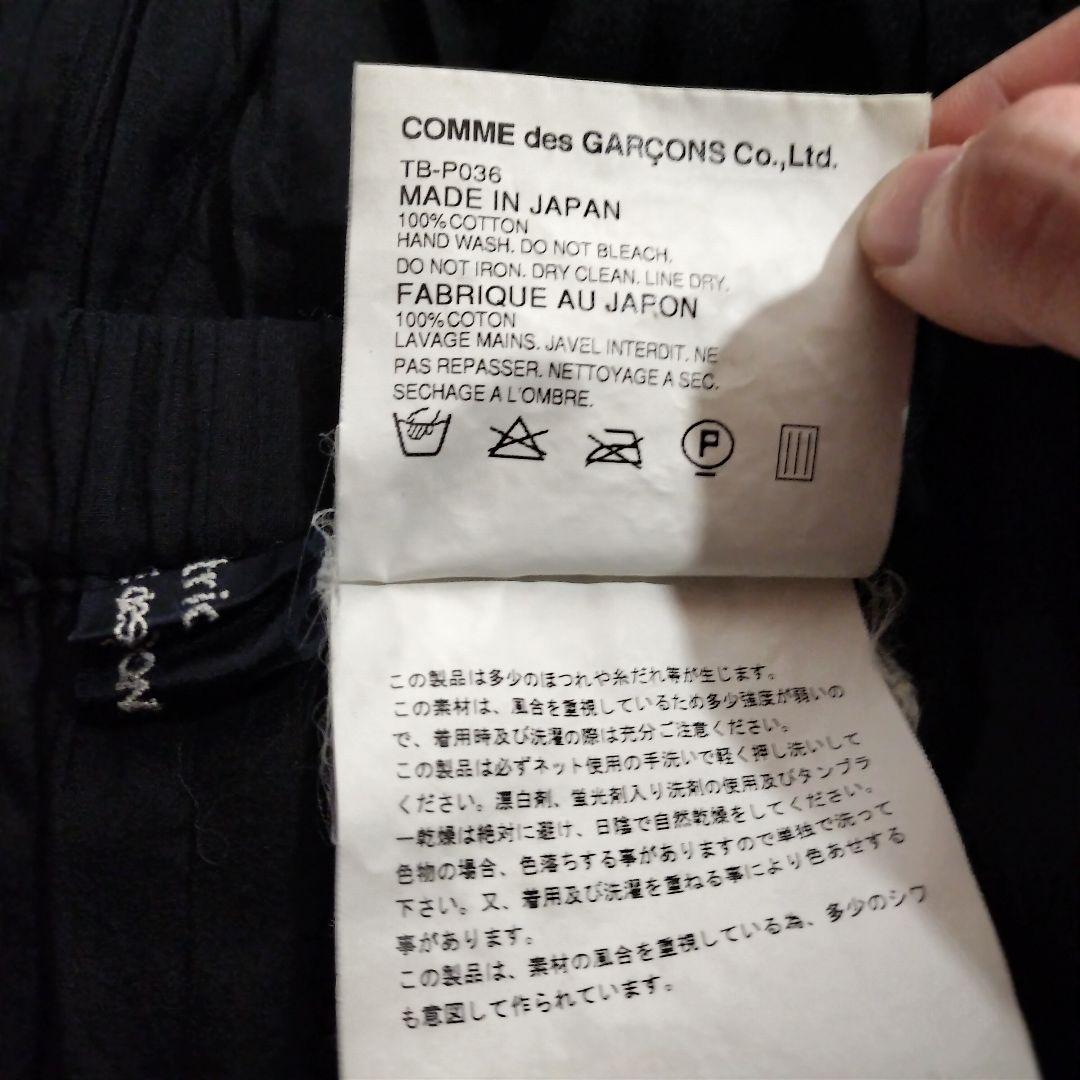 COMME des GARÇONS Co.,Ltd.
TB-P036
MADE IN JAPAN
100%COTTON
HAND WASH. DO NOT BLEACH.
DO NOT IRON. DRY CLEAN. LINE DRY.
FABRIQUE AU JAPON
100%COTON
LAVAGE MAINS. JAVEL INTERDIT. NE
PAS REPASSER. NETTOYAGE A SEC.
SECHAGE A L'OMBRE.
P
tric
des
ON
この製品は多少のほつれや糸だれ等が生じます。
この素材は、風合を重視しているため多少強度が弱いの
で、着用時及び洗濯の際は充分ご注意ください。
この製品は必ずネット使用の手洗いで軽く押し洗いして
ください。漂白剤、蛍光剤入り洗剤の使用及びタンブラ
ー乾燥は絶対に避け、日陰で自然乾燥をしてください。
色物の場合、色落ちする事がありますので単独で洗って
下さい。又、着用及び洗濯を重ねる事により色あせする
事があります。
この製品は、素材の風合を重視している為、多少のシワ
も意図して作られています。